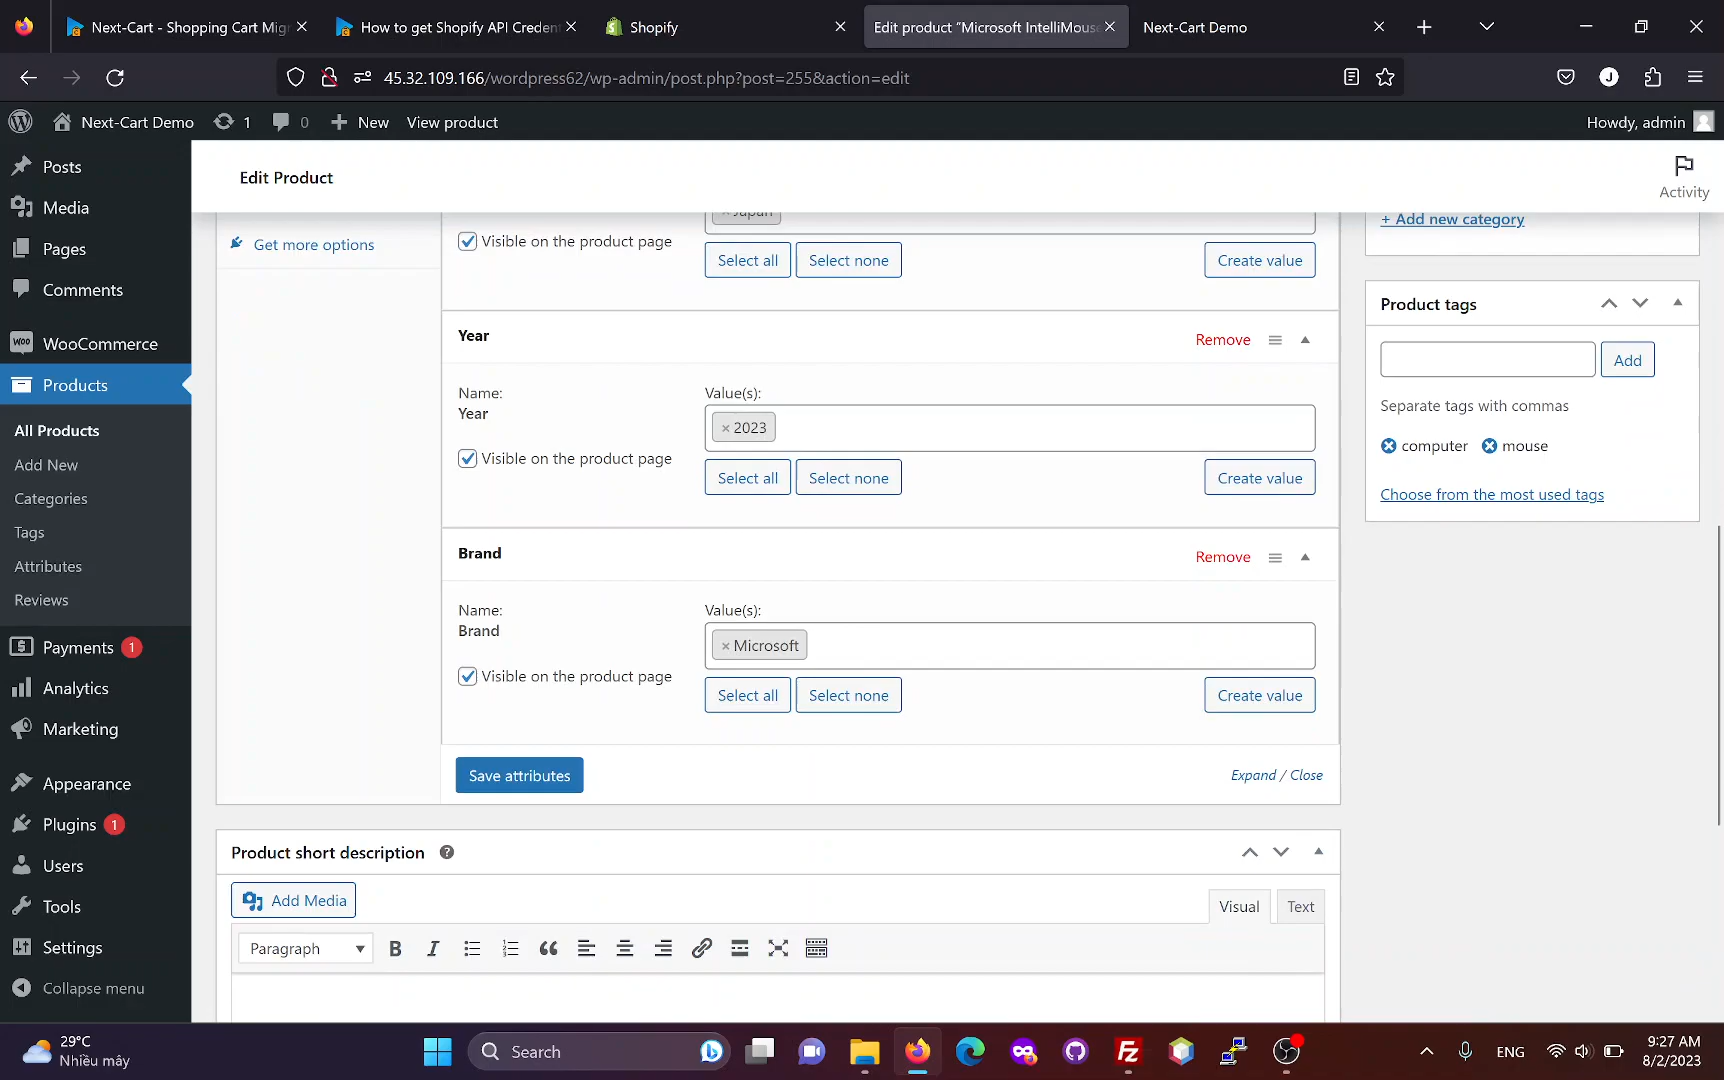 Next-Cart - Shopping Cart Migr
How to get Shopify API Creden
Shopify
Edit product “Microsoft IntelliMouse
Next-Cart Demo
45.32.109.166/wordpress62/wp-admin/post.php?post=255&action=edit
J
Next-Cart Demo
1
0
New
View product
Howdy, admin
Posts
Media
Pages
Comments
WooCommerce
Products
All Products
Add New
Categories
Tags
Attributes
Reviews
Payments 1
Analytics
Marketing
Appearance
Plugins 1
Users
Tools
Settings
Collapse menu
Edit Product
Activity
Get more options
× Japan
Visible on the product page
Select all
Select none
Create value
Year
Remove
Name:
Year
Value(s):
× 2023
Visible on the product page
Select all
Select none
Create value
Brand
Remove
Name:
Brand
Value(s):
× Microsoft
Visible on the product page
Select all
Select none
Create value
Save attributes
Expand / Close
+ Add new category
Product tags
Add
Separate tags with commas
computer
mouse
Choose from the most used tags
Product short description
Add Media
Visual
Text
Paragraph
B
I
29°C
Nhiều mây
Search
Fz
ENG
9:27 AM
8/2/2023